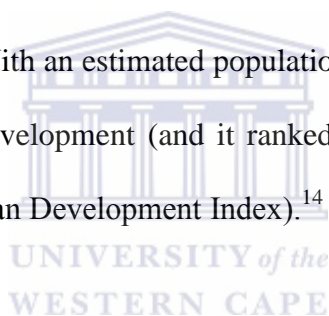 ith an estimated populatio
velopment (and it ranked
an Development Index).14
UNIVERSITY of the
WESTERN CAPE